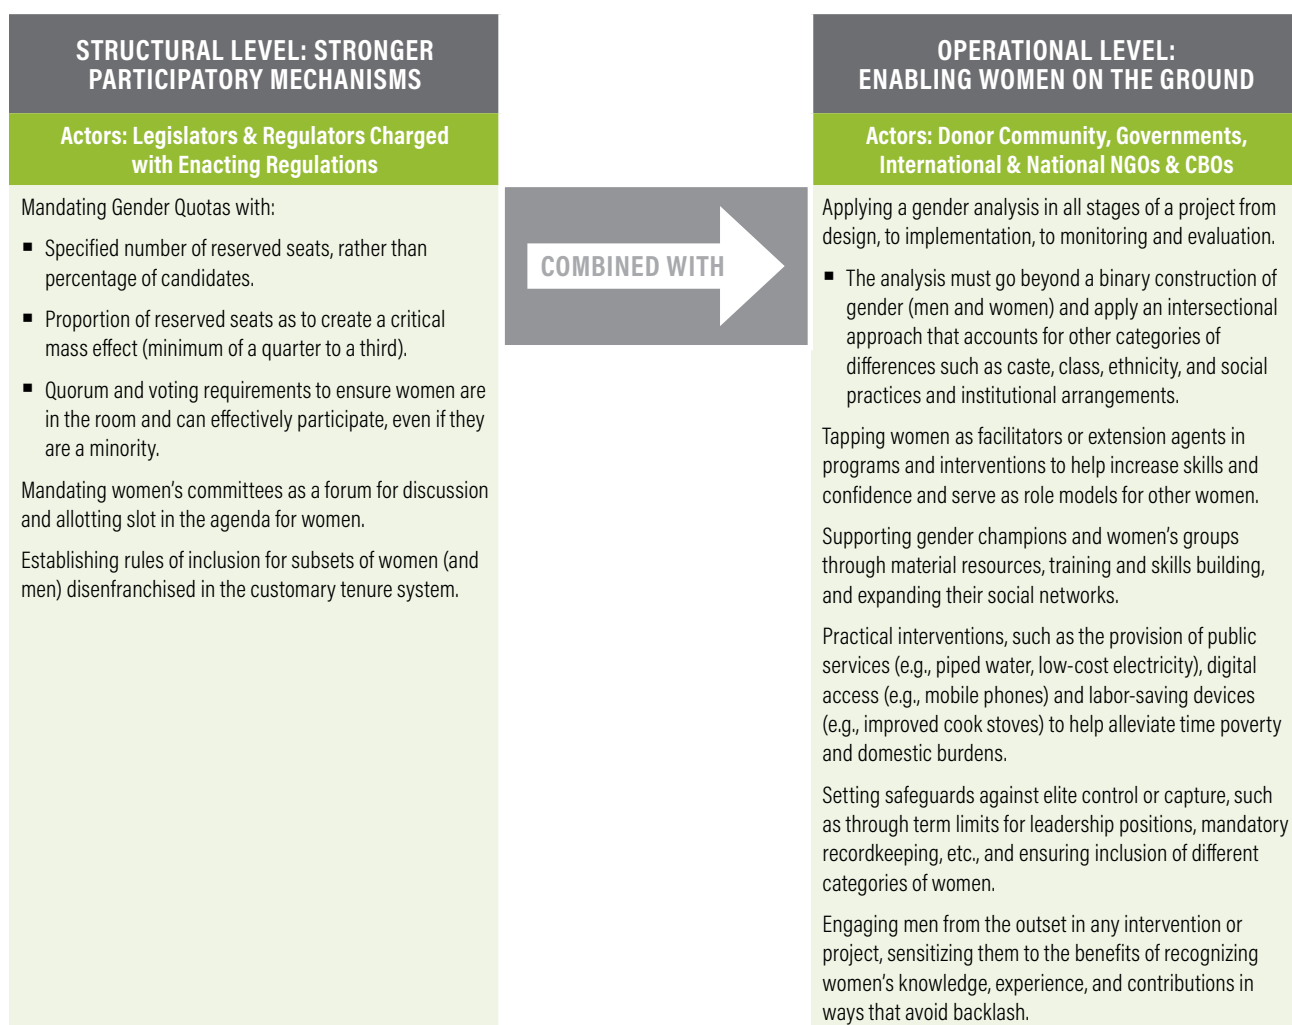 STRUCTURAL LEVEL: STRONGER
PARTICIPATORY MECHANISMS
Actors: Legislators & Regulators Charged
with Enacting Regulations
Mandating Gender Quotas with:
■ Specified number of reserved seats, rather than
percentage of candidates.
■ Proportion of reserved seats as to create a critical
mass effect (minimum of a quarter to a third).
■ Quorum and voting requirements to ensure women are
in the room and can effectively participate, even if they
are a minority.
Mandating women's committees as a forum for discussion
and allotting slot in the agenda for women.
Establishing rules of inclusion for subsets of women (and
men) disenfranchised in the customary tenure system.
COMBINED WITH
OPERATIONAL LEVEL:
ENABLING WOMEN ON THE GROUND
Actors: Donor Community, Governments,
International & National NGOs & CBOs
Applying a gender analysis in all stages of a project from
design, to implementation, to monitoring and evaluation.
■ The analysis must go beyond a binary construction of
gender (men and women) and apply an intersectional
approach that accounts for other categories of
differences such as caste, class, ethnicity, and social
practices and institutional arrangements.
Tapping women as facilitators or extension agents in
programs and interventions to help increase skills and
confidence and serve as role models for other women.
Supporting gender champions and women's groups
through material resources, training and skills building,
and expanding their social networks.
Practical interventions, such as the provision of public
services (e.g., piped water, low-cost electricity), digital
access (e.g., mobile phones) and labor-saving devices
(e.g., improved cook stoves) to help alleviate time poverty
and domestic burdens.
Setting safeguards against elite control or capture, such
as through term limits for leadership positions, mandatory
recordkeeping, etc., and ensuring inclusion of different
categories of women.
Engaging men from the outset in any intervention or
project, sensitizing them to the benefits of recognizing
women's knowledge, experience, and contributions in
ways that avoid backlash.